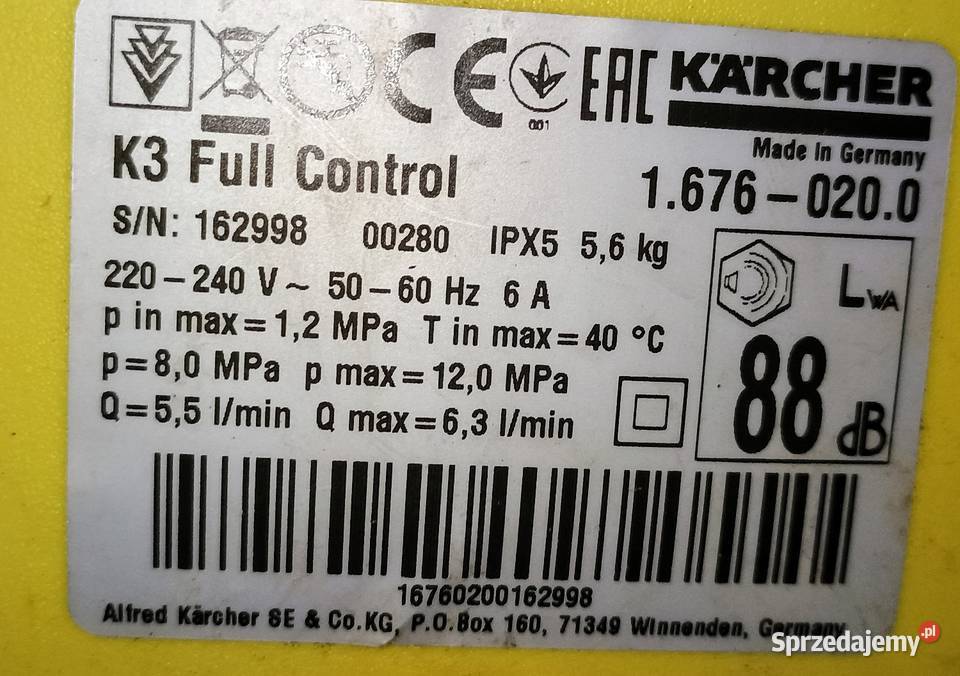 CE 001 EAC KÄRCHER
Made in Germany
K3 Full Control 1.676-020.0
S/N: 162998 00280 IPX5 5,6 kg
220-240 V~ 50-60 Hz 6 A
p in max=1,2 MPa T in max=40 °C
p=8,0 MPa p max=12,0 MPa
Q=5,5 l/min Q max=6,3 l/min
LWA
88 dB
16760200162998
Alfred Kärcher SE & Co.KG, P.O.Box 160, 71349 Winnenden, Germany
Sprzedajemy.pl